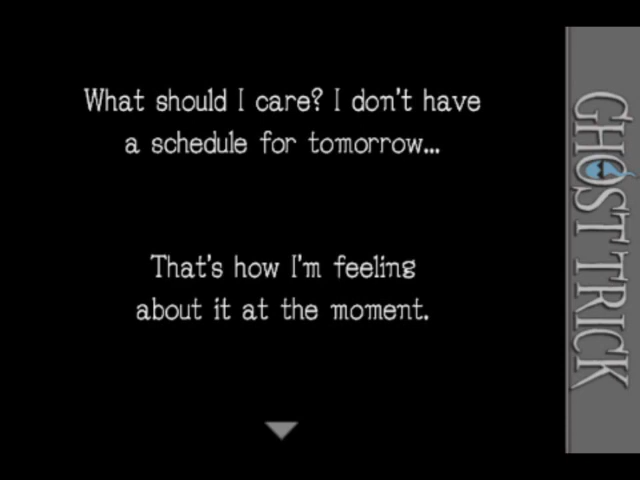 What should I care? I don't have
a schedule for tomorrow...
That's how I'm feeling
about it at the moment.
GHOST TRICK